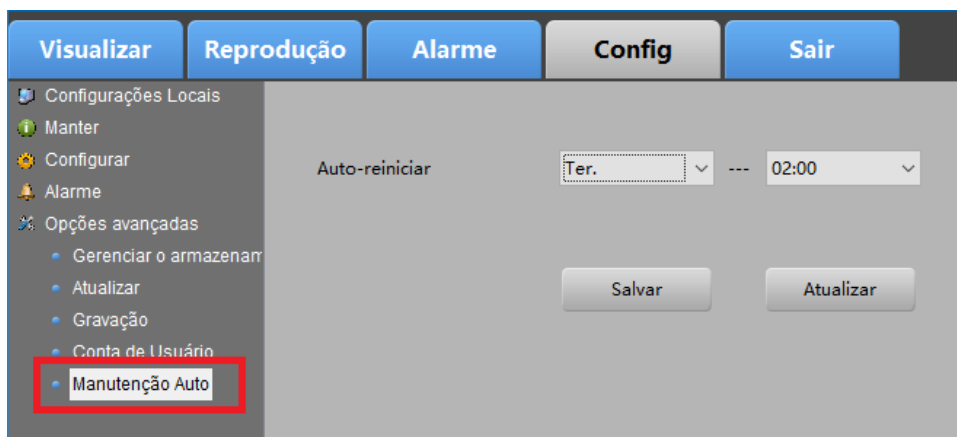 Visualizar Reprodução Alarme Config Sair
Configurações Locais
Manter
Configurar
Alarme
Opções avançadas
Gerenciar o armazenam
Atualizar
Gravação
Conta de Usuário
Manutenção Auto
Auto-reiniciar Ter. --- 02:00
Salvar Atualizar